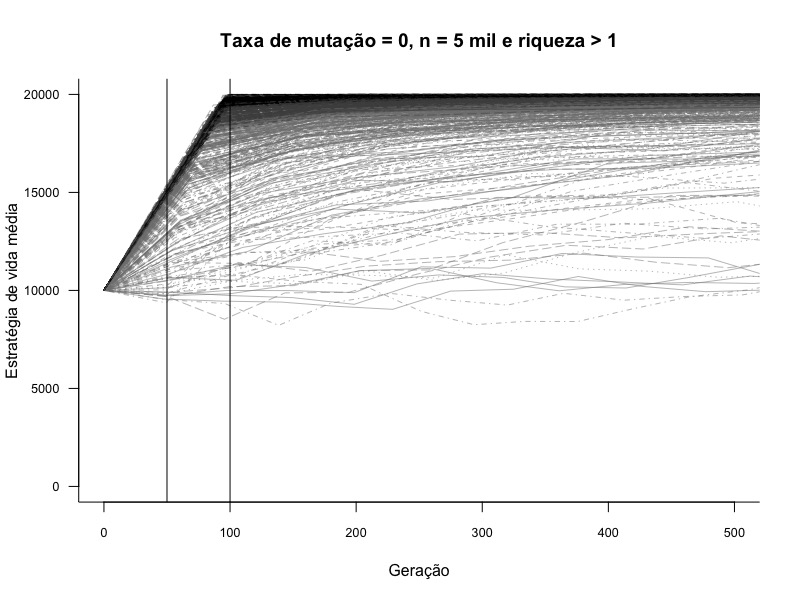 Taxa de mutação = 0, n = 5 mil e riqueza > 1
Estratégia de vida média
20000
15000
10000
5000
0
0 100 200 300 400 500
Geração